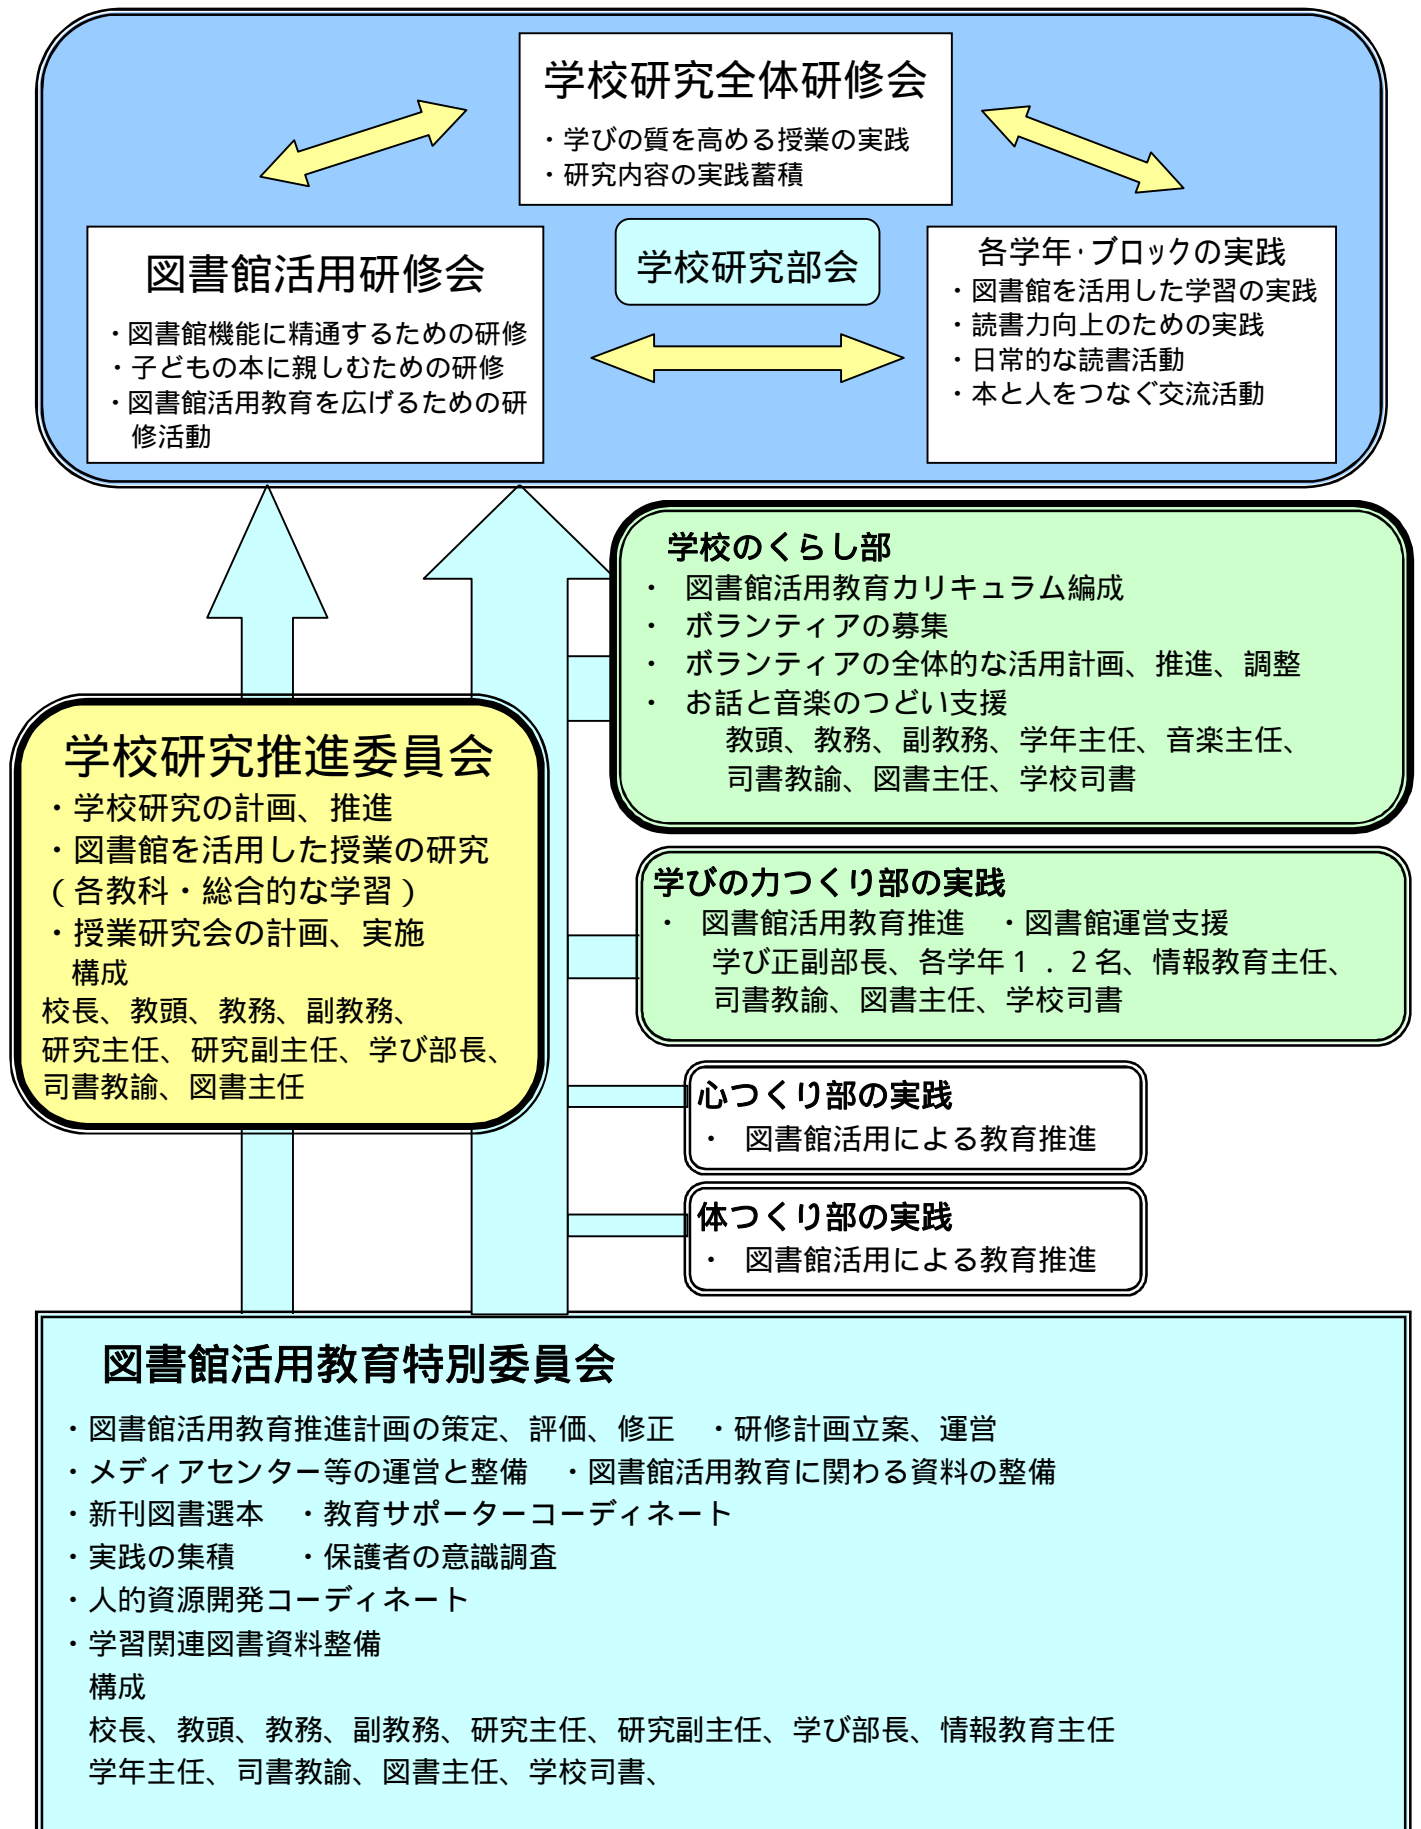 学校研究全体研修会
・学びの質を高める授業の実践
・研究内容の実践蓄積
学校研究部会
図書館活用研修会
・図書館機能に精通するための研修
・子どもの本に親しむための研修
・図書館活用教育を広げるための研
修活動
各学年・ブロックの実践
・図書館を活用した学習の実践
・読書力向上のための実践
・日常的な読書活動
・本と人をつなぐ交流活動
学校のくらし部
・ 図書館活用教育カリキュラム編成
・ ボランティアの募集
・ ボランティアの全体的な活用計画、推進、調整
・ お話と音楽のつどい支援
教頭、教務、副教務、学年主任、音楽主任、
司書教諭、図書主任、学校司書
学校研究推進委員会
・学校研究の計画、推進
・図書館を活用した授業の研究
（各教科・総合的な学習）
・授業研究会の計画、実施
構成
校長、教頭、教務、副教務、
研究主任、研究副主任、学び部長、
司書教諭、図書主任
学びの力つくり部の実践
・ 図書館活用教育推進 ・図書館運営支援
学び正副部長、各学年１．２名、情報教育主任、
司書教諭、図書主任、学校司書
心つくり部の実践
・ 図書館活用による教育推進
体つくり部の実践
・ 図書館活用による教育推進
図書館活用教育特別委員会
・図書館活用教育推進計画の策定、評価、修正 ・研修計画立案、運営
・メディアセンター等の運営と整備 ・図書館活用教育に関わる資料の整備
・新刊図書選本 ・教育サポーターコーディネート
・実践の集積 ・保護者の意識調査
・人的資源開発コーディネート
・学習関連図書資料整備
構成
校長、教頭、教務、副教務、研究主任、研究副主任、学び部長、情報教育主任
学年主任、司書教諭、図書主任、学校司書、